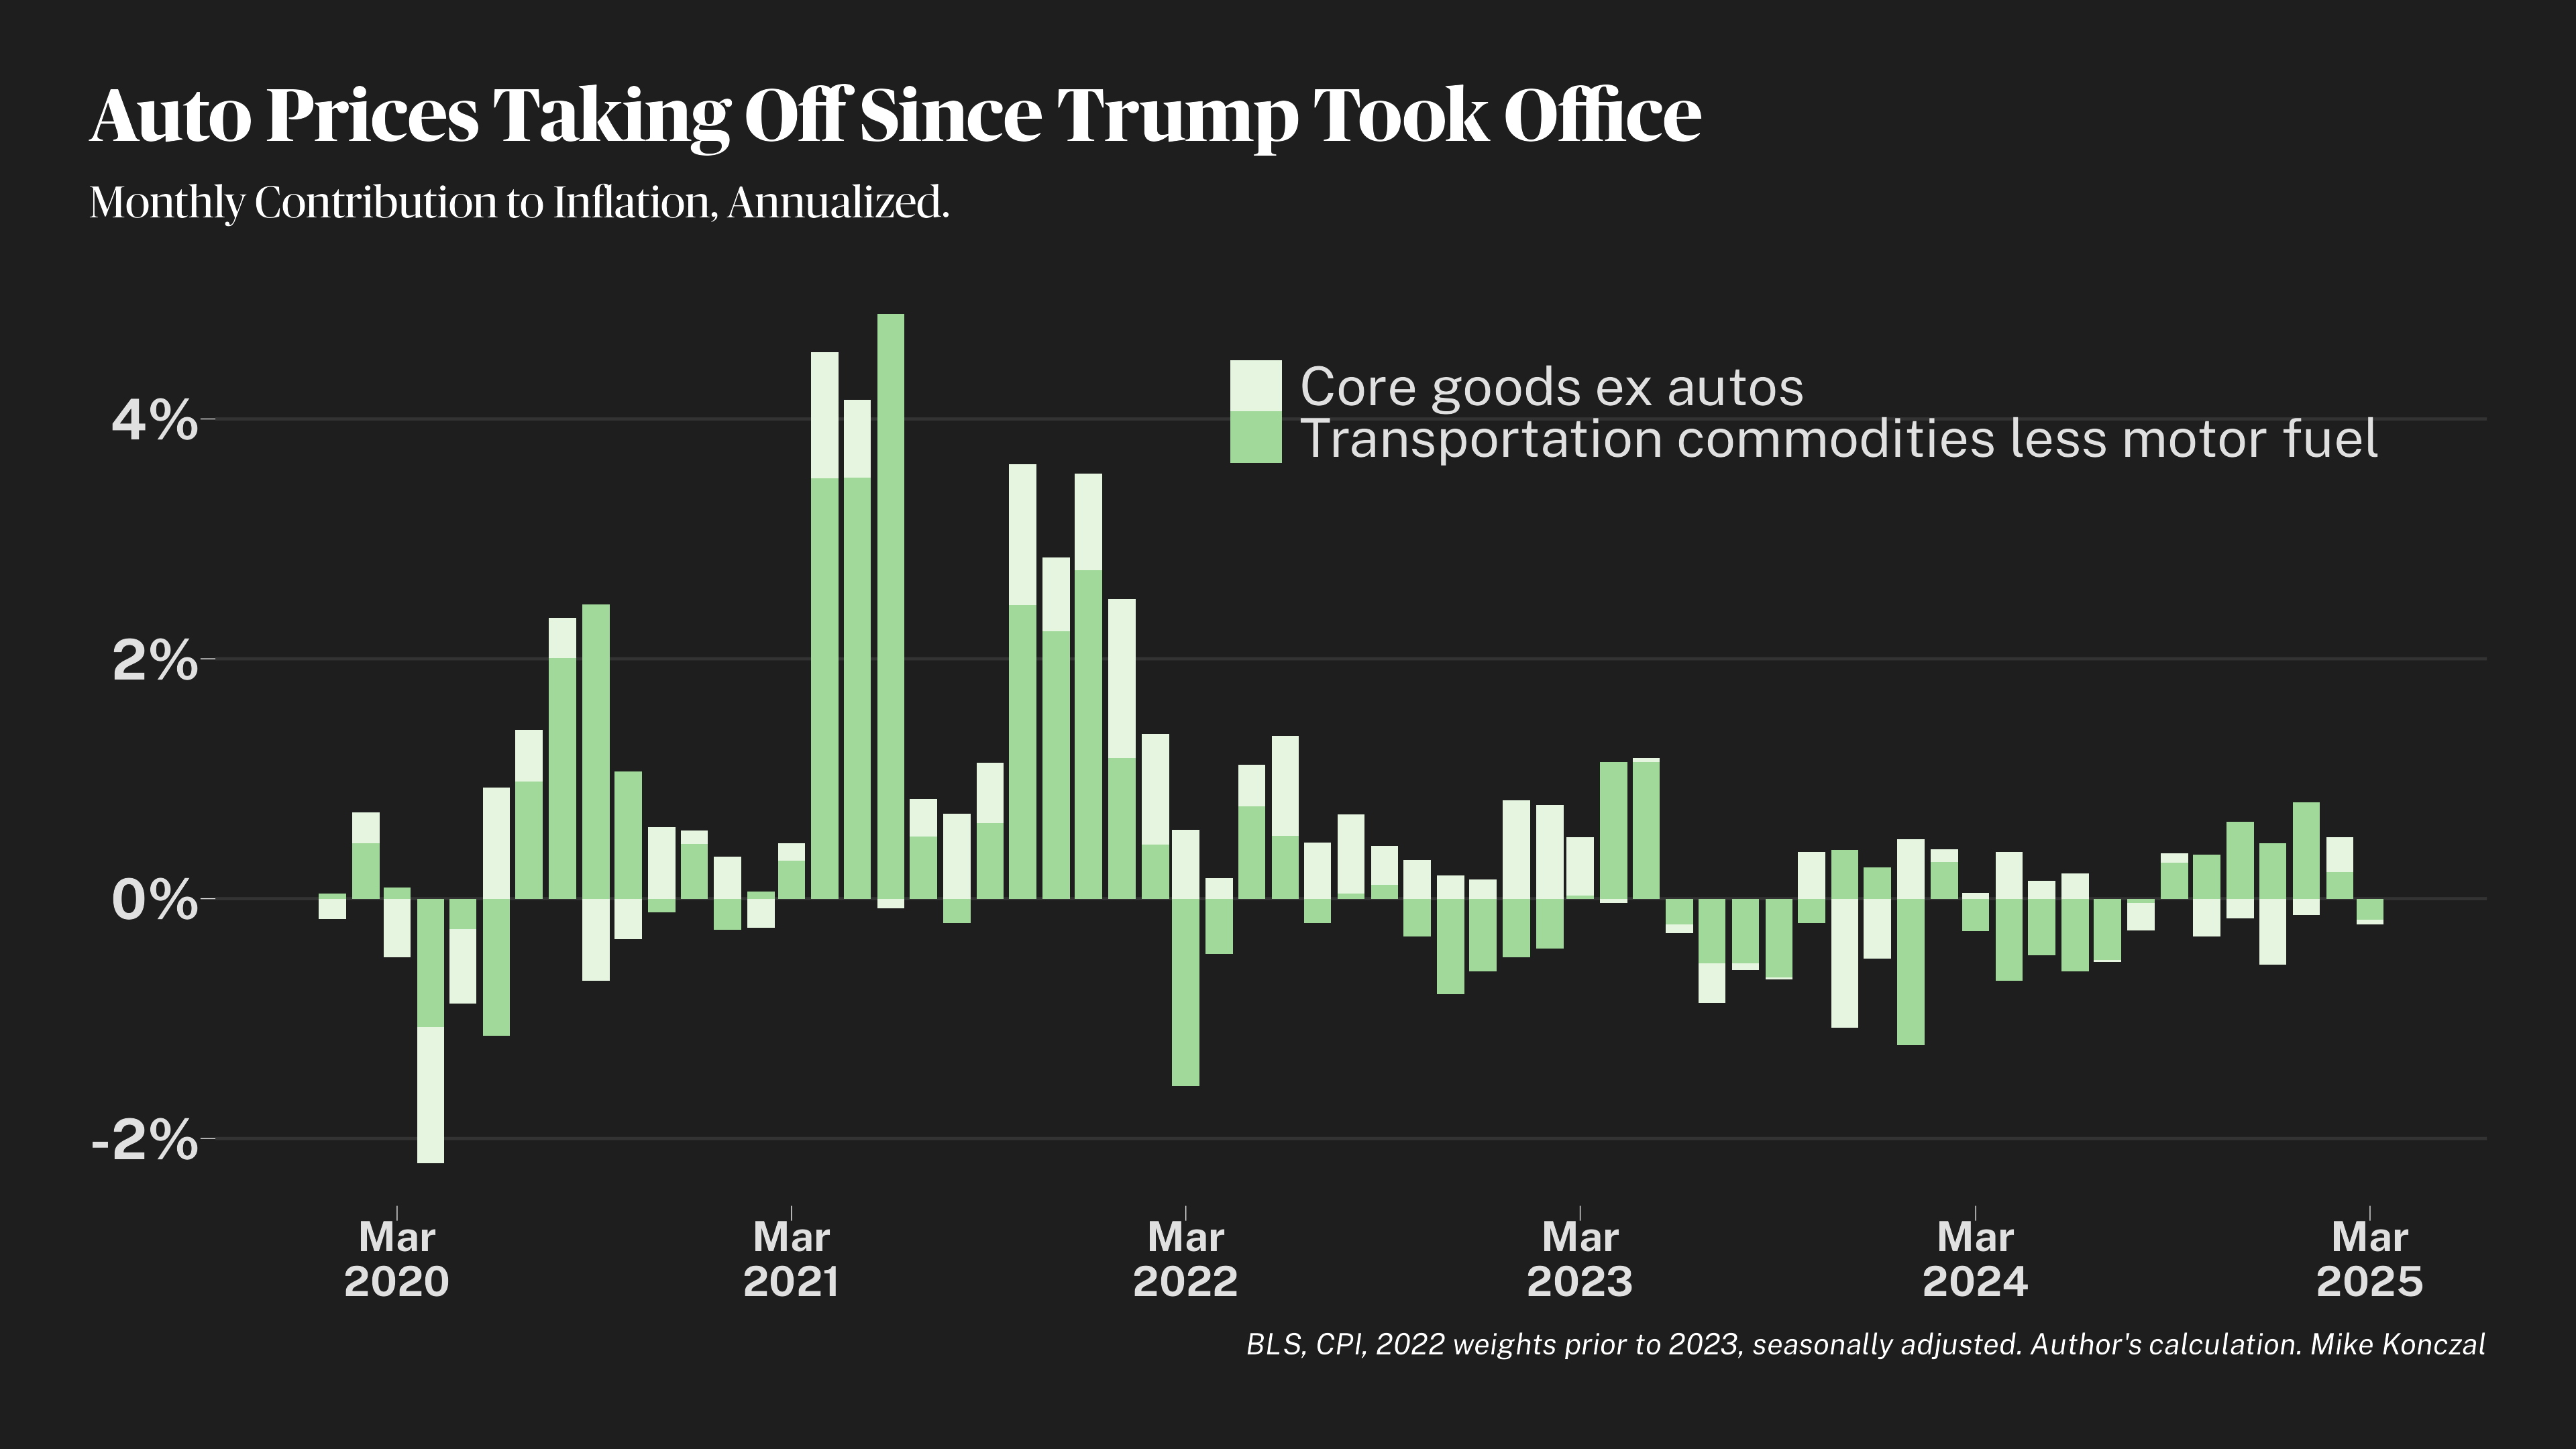 Auto Prices Taking Off Since Trump Took Office
Monthly Contribution to Inflation, Annualized.
Core goods ex autos
Transportation commodities less motor fuel
4%
2%
0%
-2%
Mar
2020
Mar
2021
Mar
2022
Mar
2023
Mar
2024
Mar
2025
BLS, CPI, 2022 weights prior to 2023, seasonally adjusted. Author's calculation. Mike Konczal